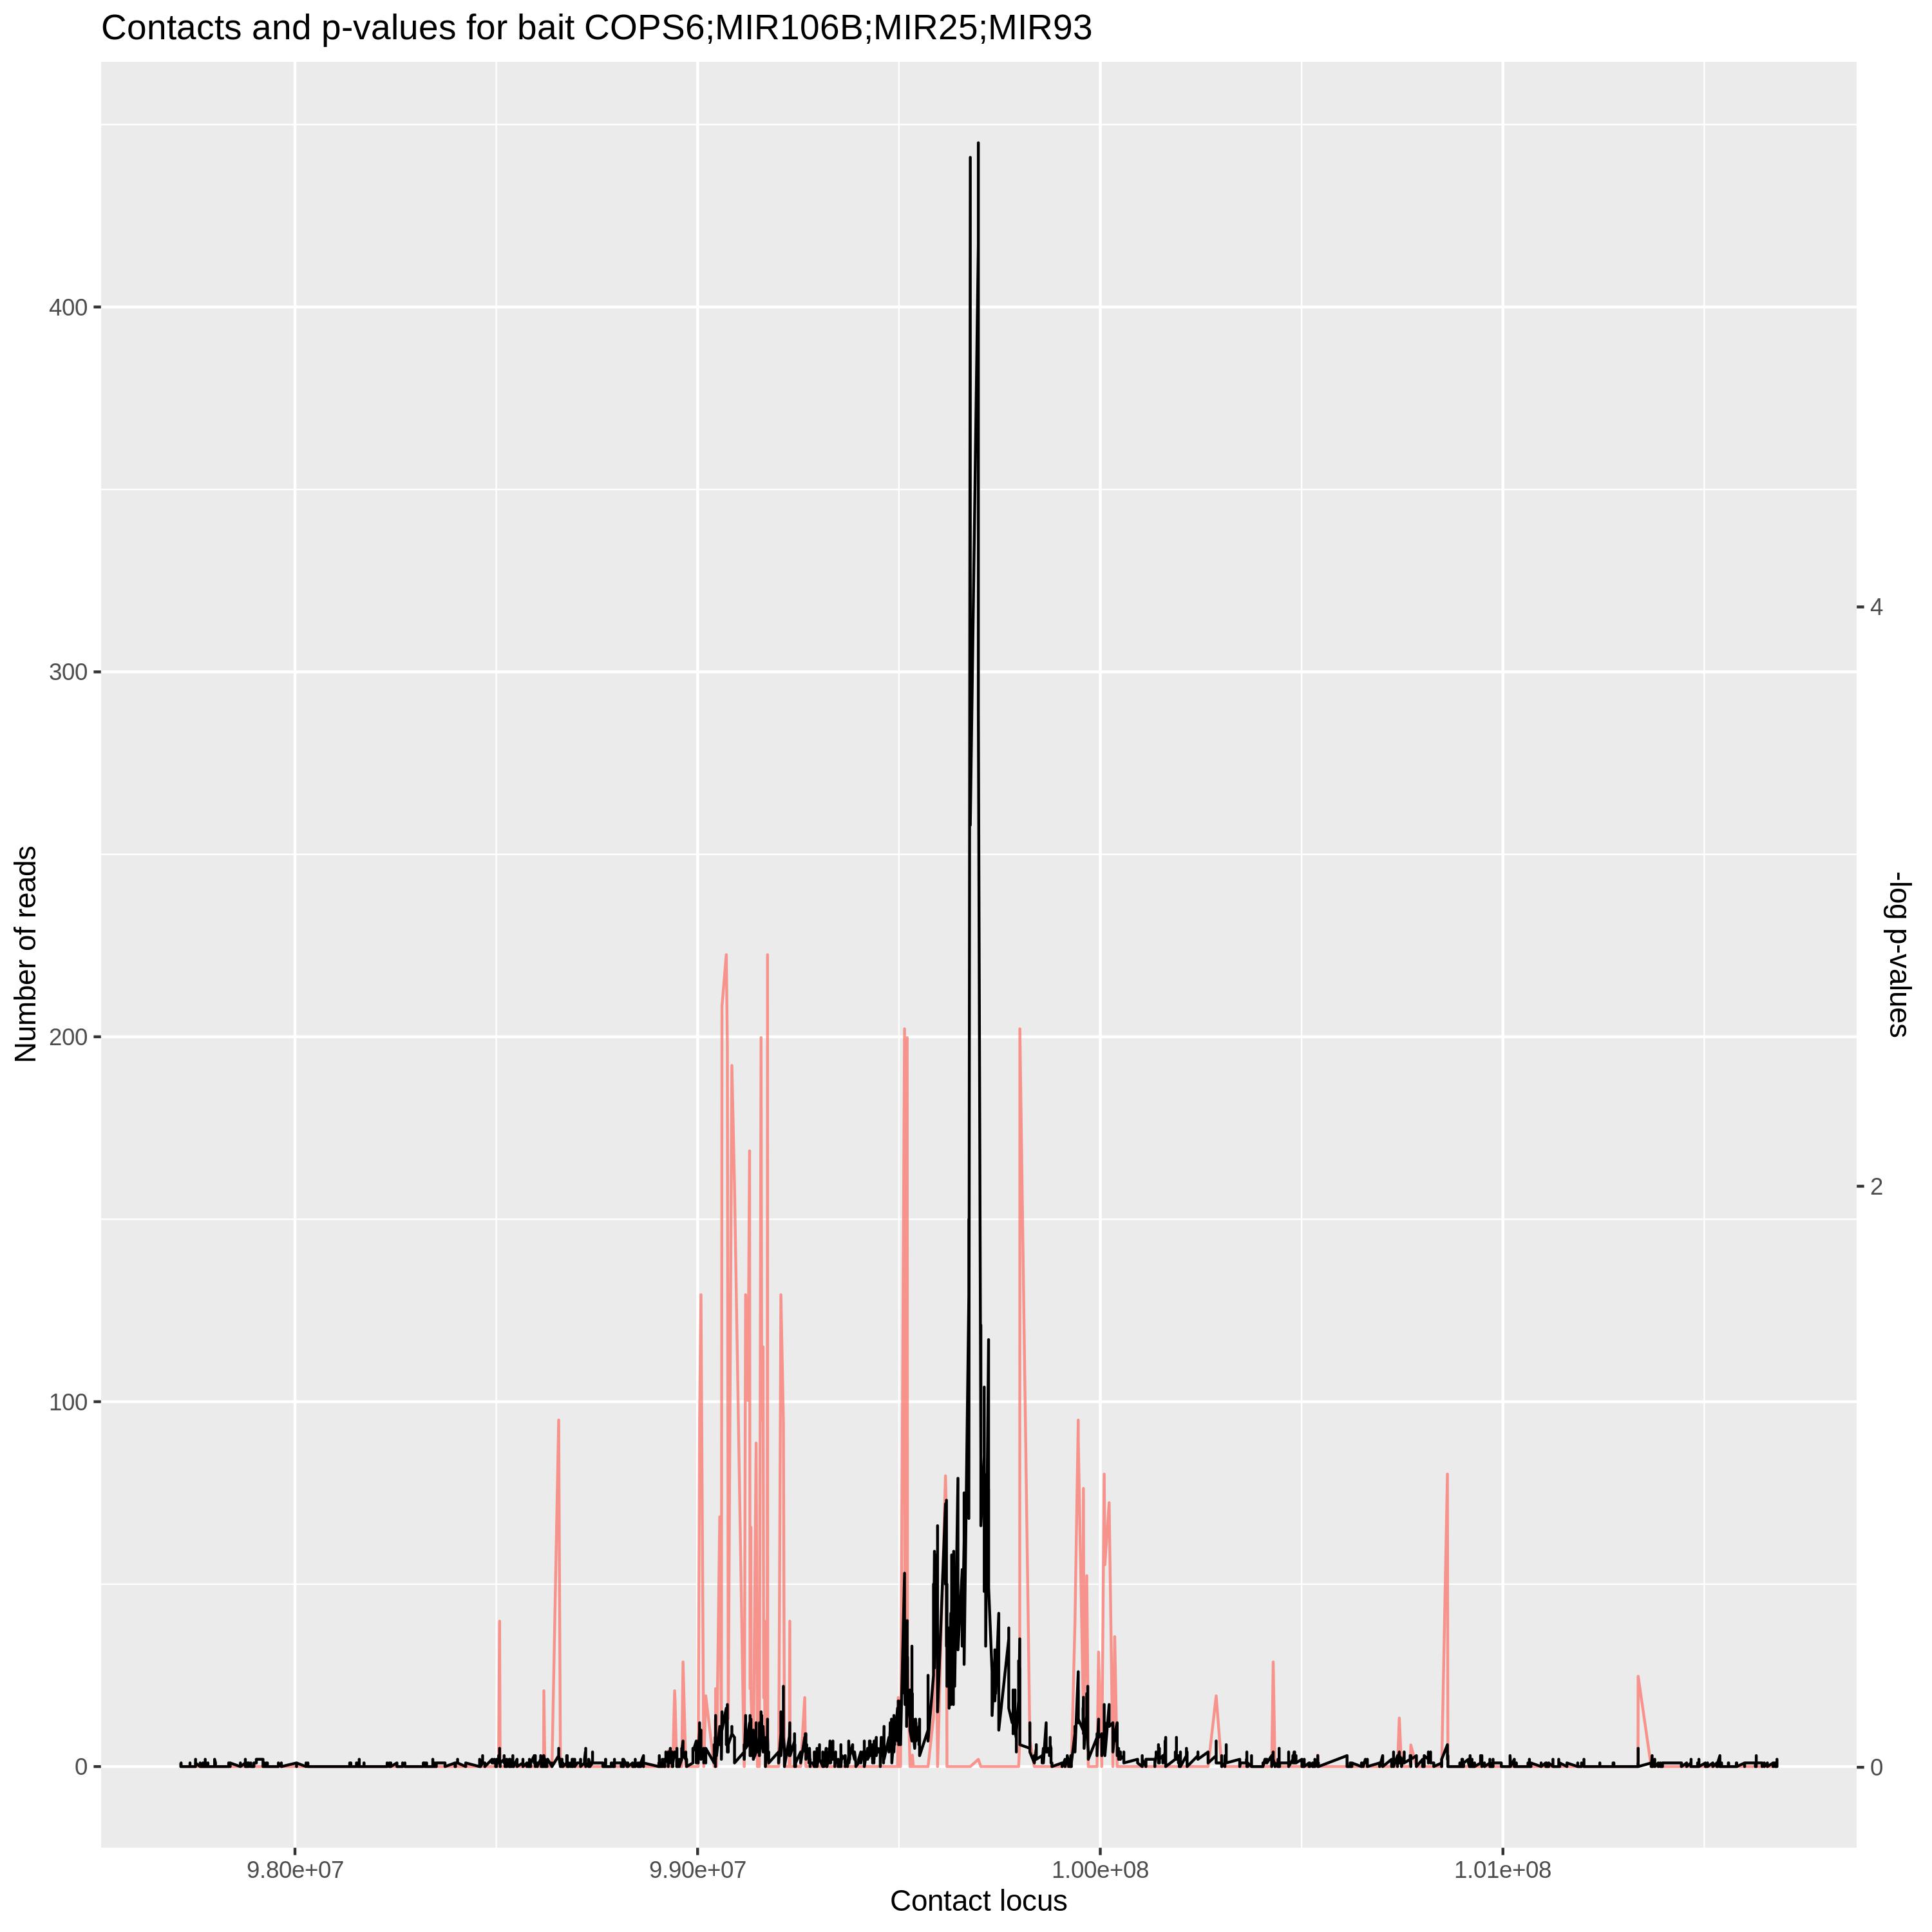 Contacts and p-values for bait COPS6;MIR106B;MIR25;MIR93
400
300
200
100
0
Number of reads
4
2
0
-log p-values
9.80e+07
9.90e+07
1.00e+08
1.01e+08
Contact locus